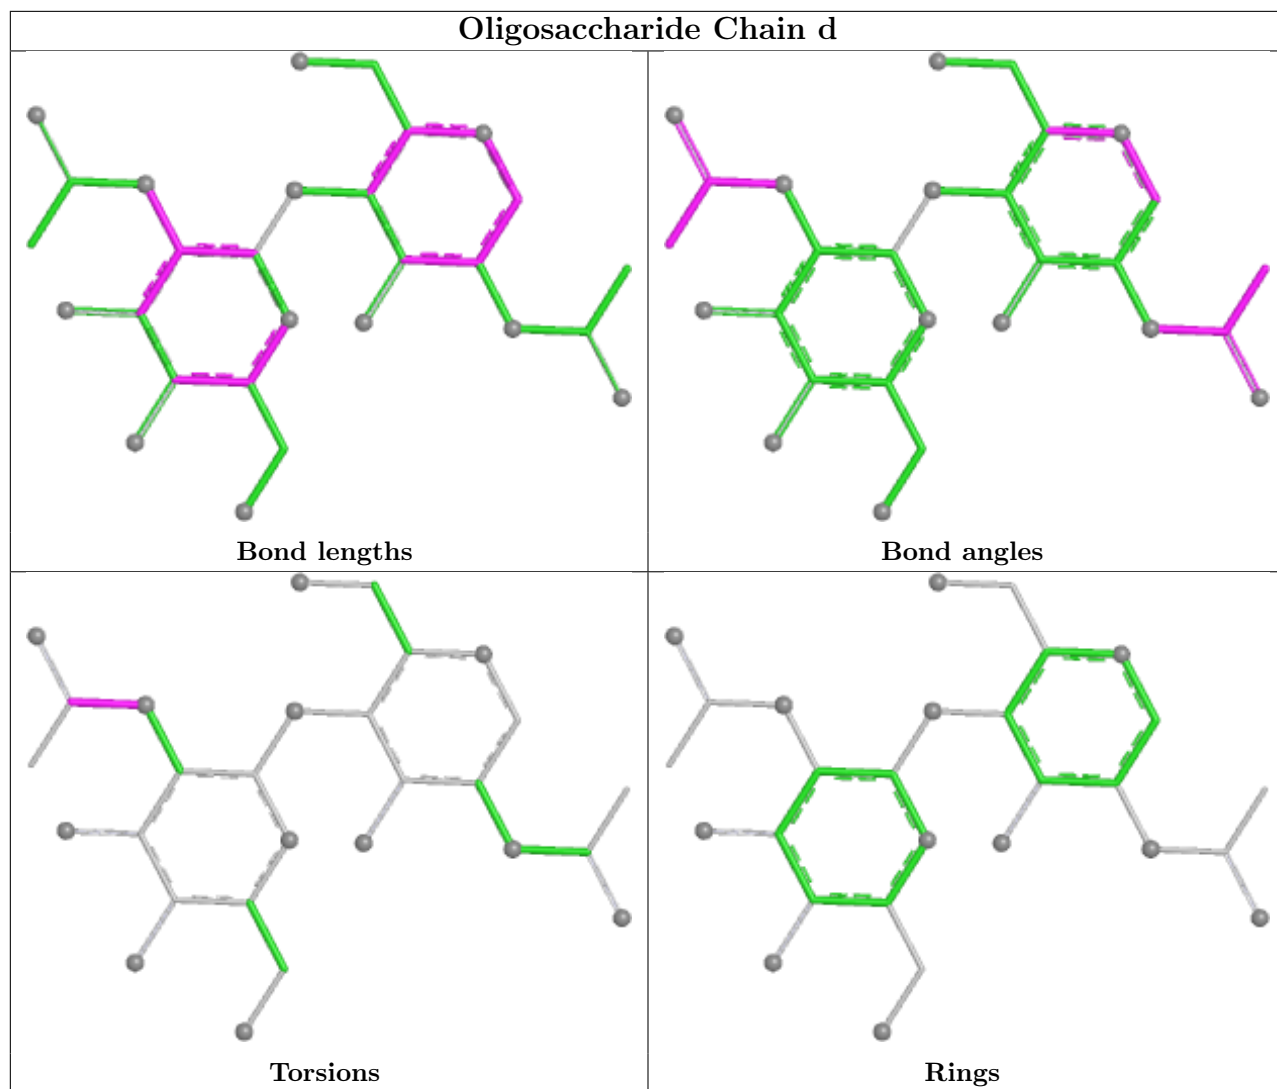 Oligosaccharide Chain d
Bond lengths
Bond angles
Torsions
Rings